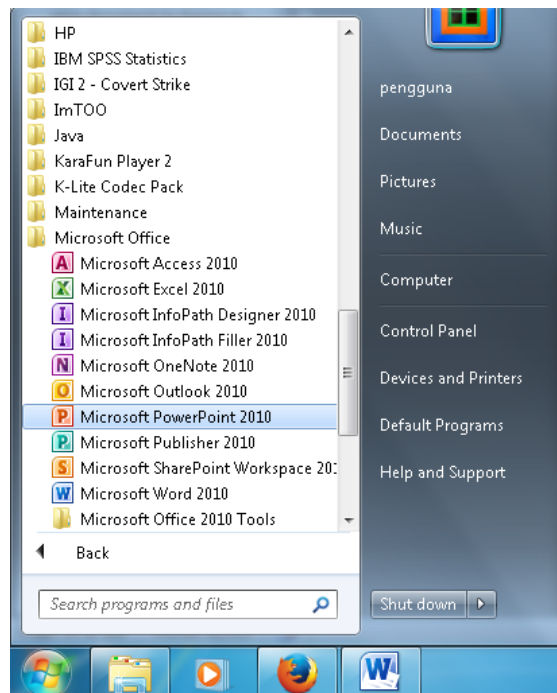 HP
IBM SPSS Statistics
IGI 2 - Covert Strike
ImTOO
Java
KaraFun Player 2
K-Lite Codec Pack
Maintenance
Microsoft Office
Microsoft Access 2010
Microsoft Excel 2010
Microsoft InfoPath Designer 2010
Microsoft InfoPath Filler 2010
Microsoft OneNote 2010
Microsoft Outlook 2010
Microsoft PowerPoint 2010
Microsoft Publisher 2010
Microsoft SharePoint Workspace 20
Microsoft Word 2010
Microsoft Office 2010 Tools
Back
Search programs and files
pengguna
Documents
Pictures
Music
Computer
Control Panel
Devices and Printers
Default Programs
Help and Support
Shut down